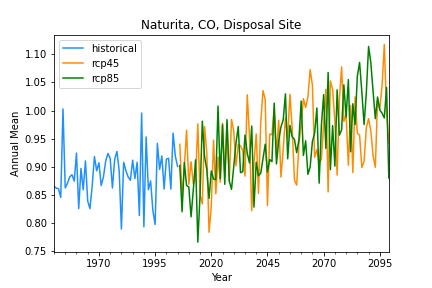 Naturita, CO, Disposal Site
historical
rcp45
rcp85
Annual Mean
1.10
1.05
1.00
0.95
0.90
0.85
0.80
0.75
1970 1995 2020 2045 2070 2095
Year